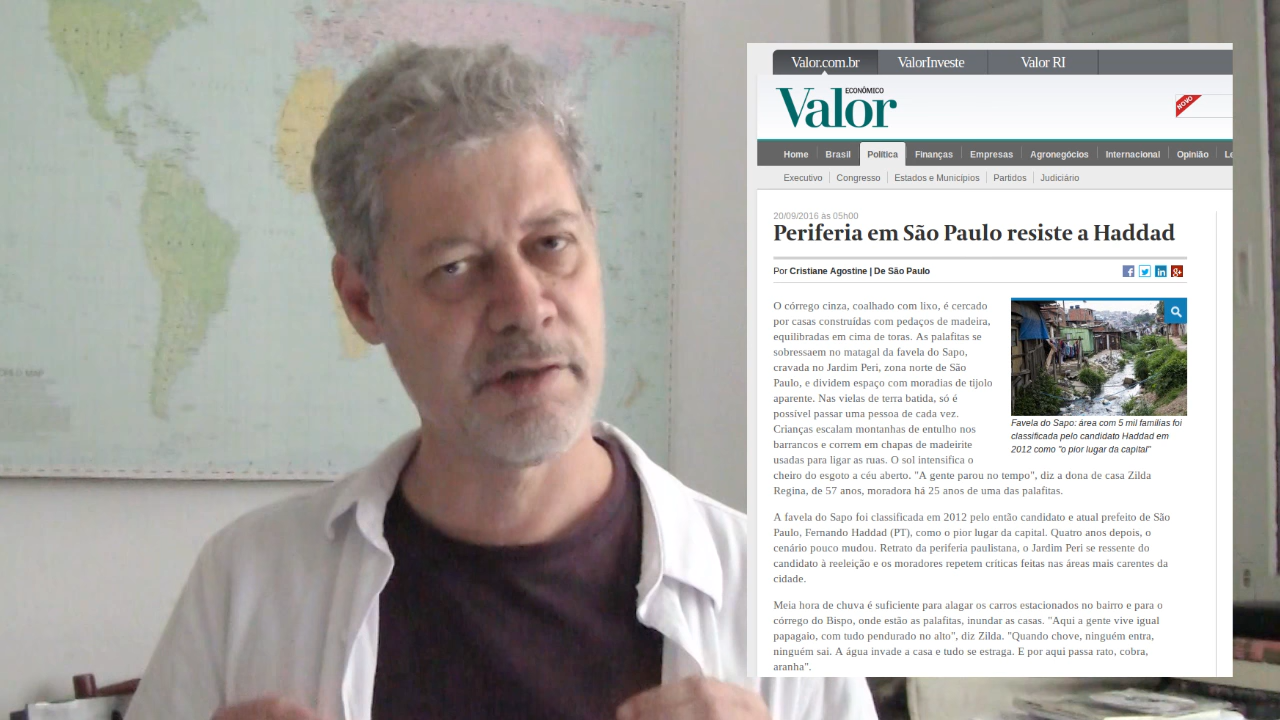 Valor.com.br ValorInveste Valor RI
ECONÔMICO
Valor
NOVO
Home Brasil Política Finanças Empresas Agronegócios Internacional Opinião
Executivo Congresso Estados e Municípios Partidos Judiciário
20/09/2016 às 05h00
Periferia em São Paulo resiste a Haddad
Por Cristiane Agostine | De São Paulo
O córrego cinza, coalhado com lixo, é cercado
por casas construídas com pedaços de madeira,
equilibradas em cima de toras. As palafitas se
sobressaem no matagal da favela do Sapo,
cravada no Jardim Peri, zona norte de São
Paulo, e dividem espaço com moradias de tijolo
aparente. Nas vielas de terra batida, só é
possível passar uma pessoa de cada vez.
Crianças escalam montanhas de entulho nos
barrancos e correm em chapas de madeirite
usadas para ligar as ruas. O sol intensifica o
cheiro do esgoto a céu aberto. "A gente parou no tempo", diz a dona de casa Zilda
Regina, de 57 anos, moradora há 25 anos de uma das palafitas.
Favela do Sapo: área com 5 mil famílias foi
classificada pelo candidato Haddad em
2012 como "o pior lugar da capital"
A favela do Sapo foi classificada em 2012 pelo então candidato e atual prefeito de São
Paulo, Fernando Haddad (PT), como o pior lugar da capital. Quatro anos depois, o
cenário pouco mudou. Retrato da periferia paulistana, o Jardim Peri se ressente do
candidato à reeleição e os moradores repetem críticas feitas nas áreas mais carentes da
cidade.
Meia hora de chuva é suficiente para alagar os carros estacionados no bairro e para o
córrego do Bispo, onde estão as palafitas, inundar as casas. "Aqui a gente vive igual
papagaio, com tudo pendurado no alto", diz Zilda. "Quando chove, ninguém entra,
ninguém sai. A água invade a casa e tudo se estraga. E por aqui passa rato, cobra,
aranha".